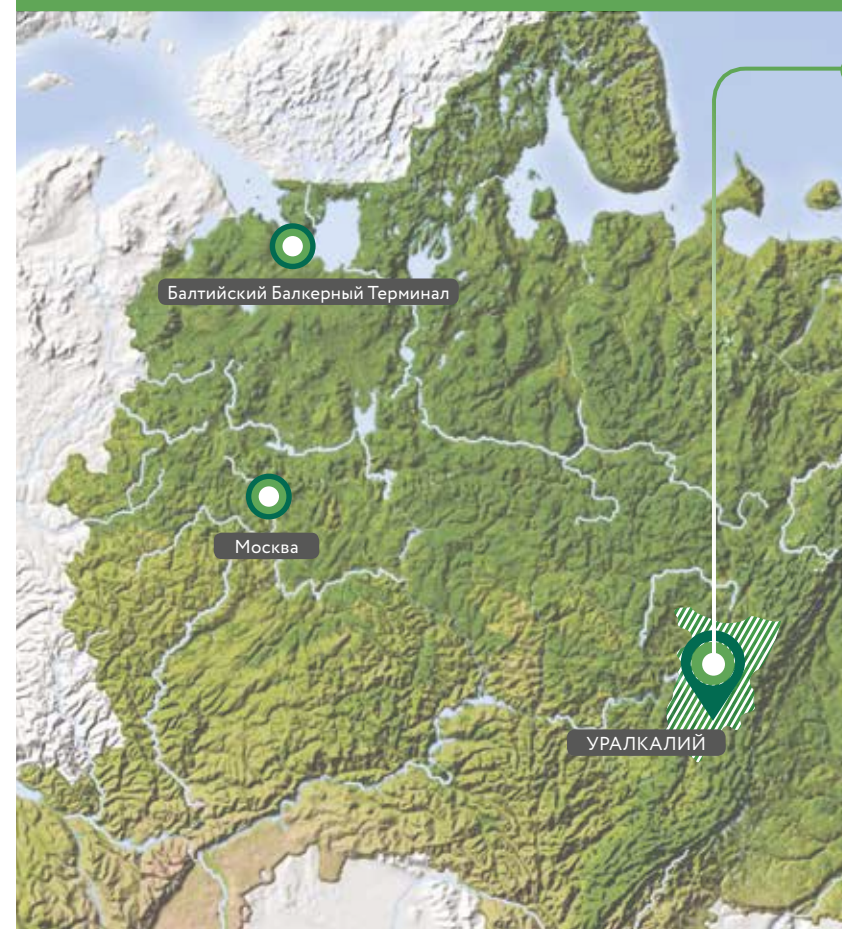 Балтийский Балкерный Терминал
Москва
УРАЛКАЛИЙ